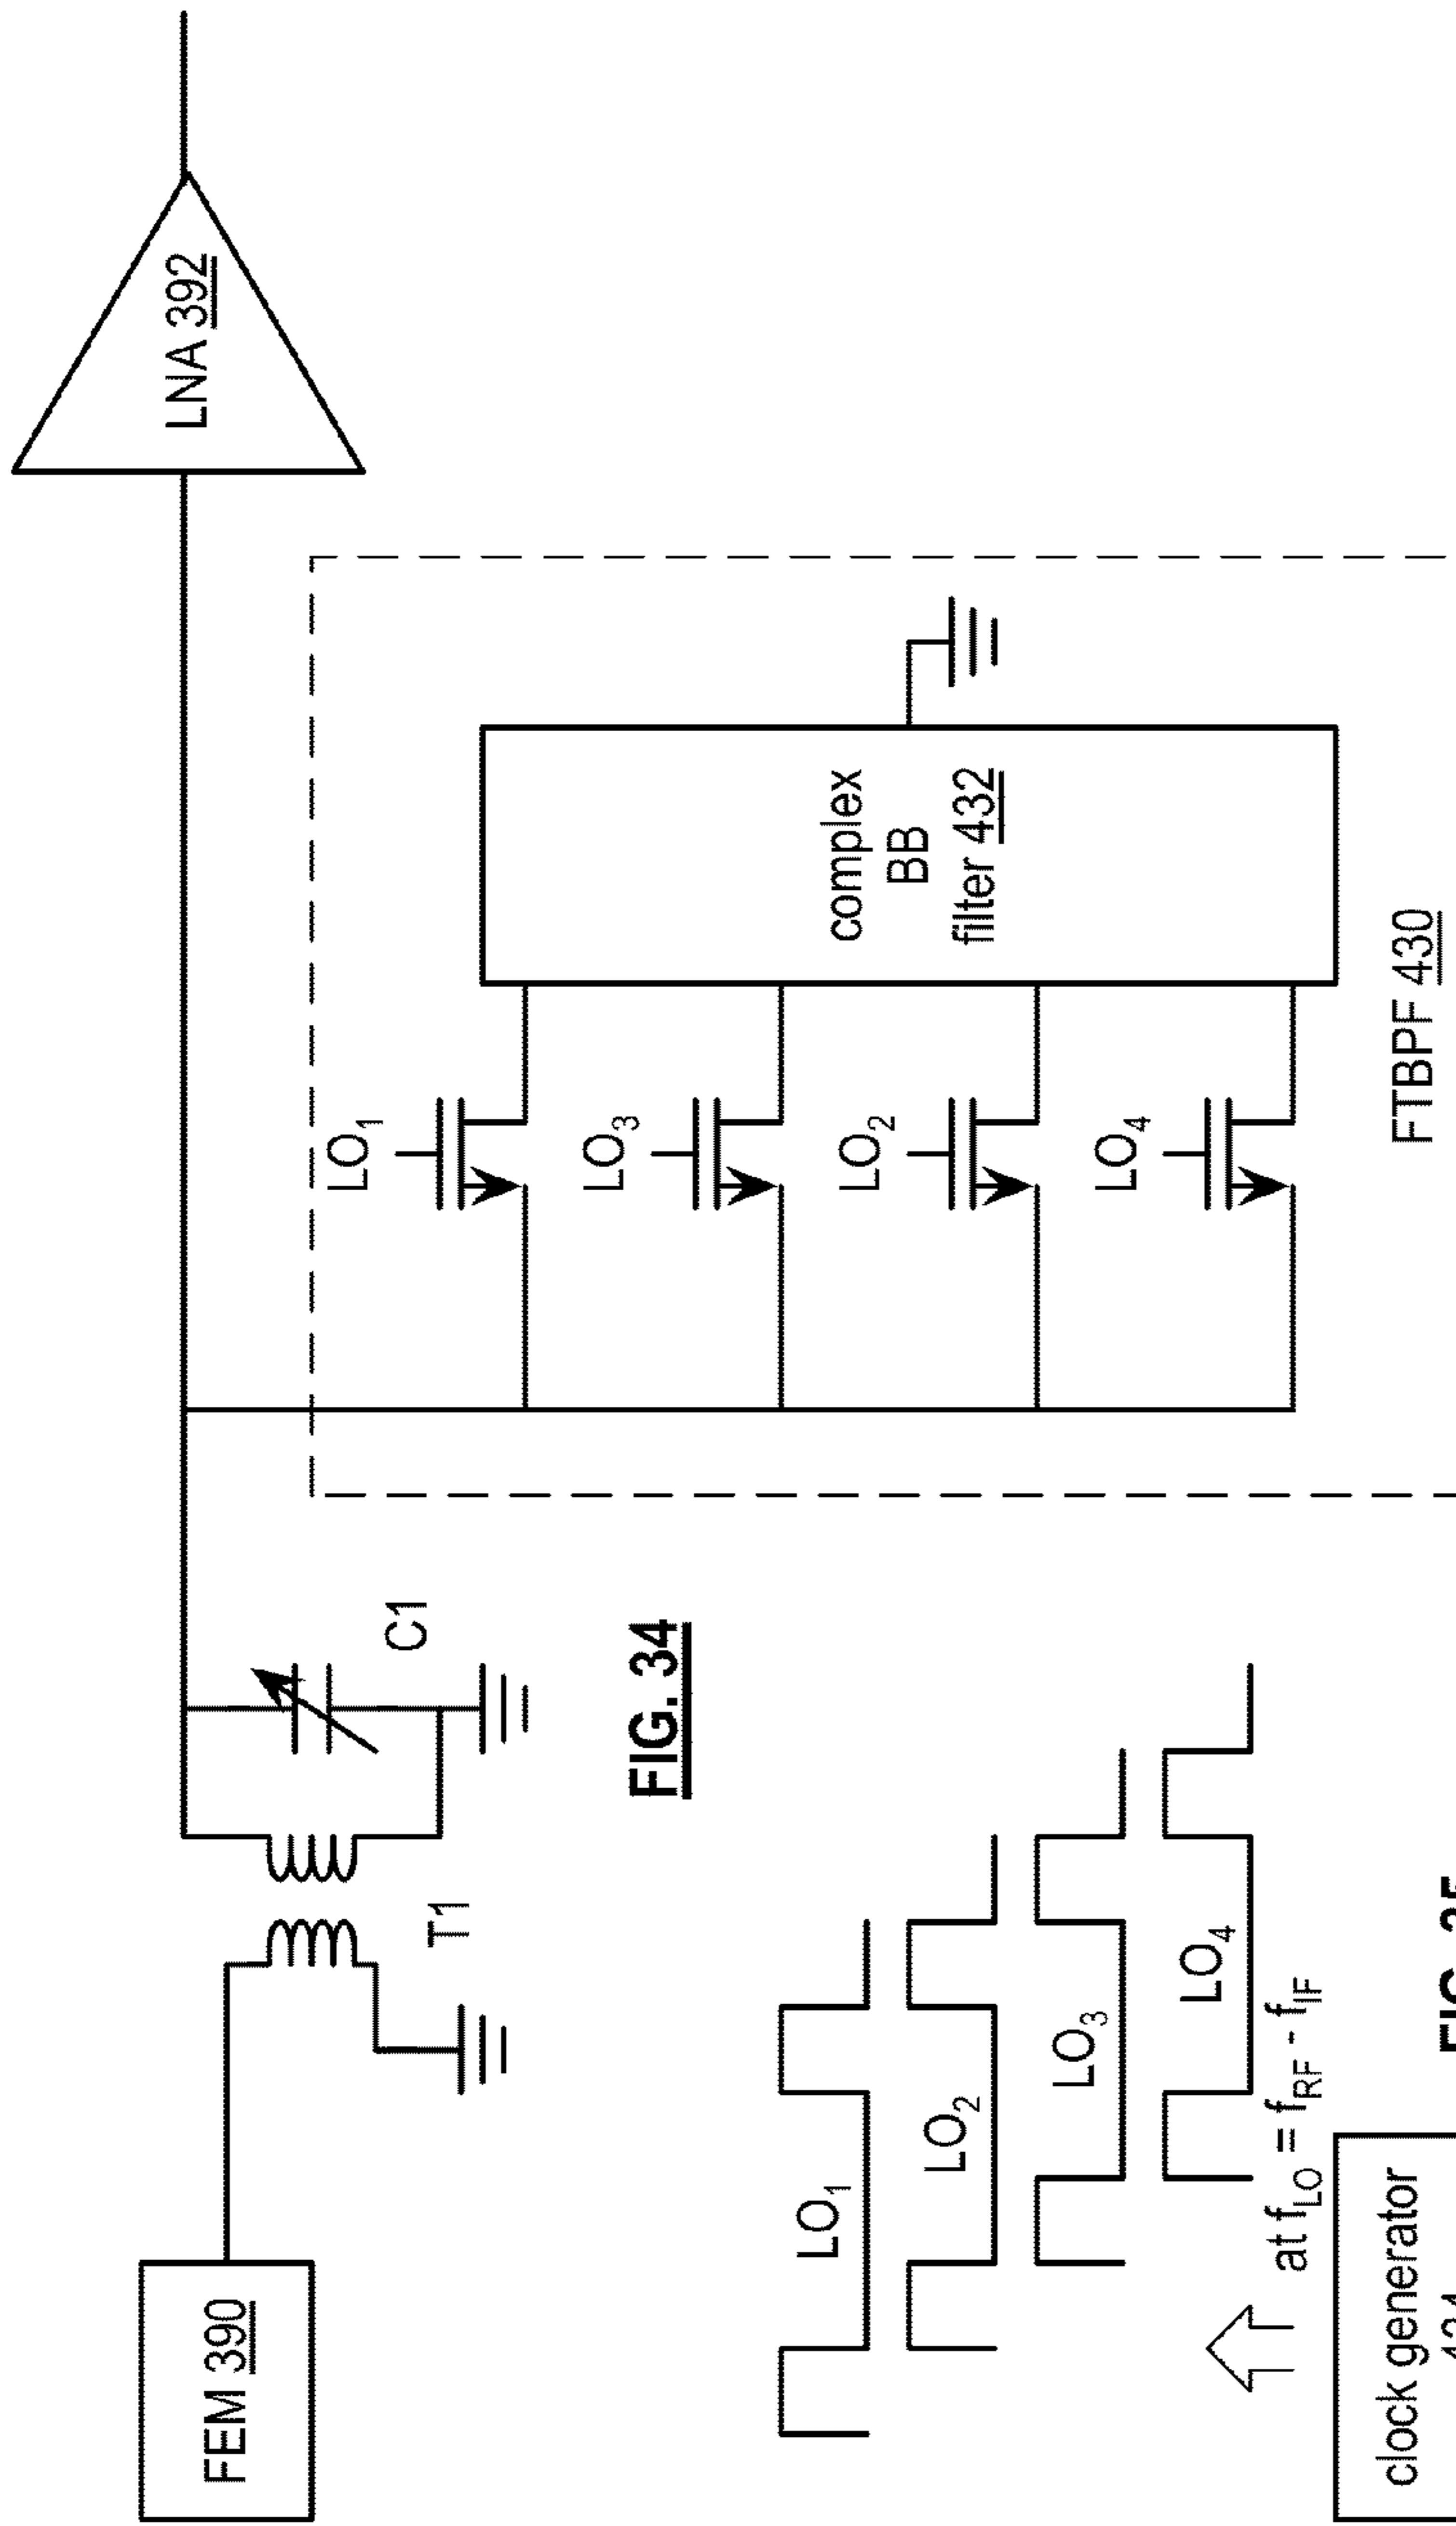 FEM 390
T1
C1
LNA 392
FIG. 34
LO1
LO3
LO2
LO4
complex
BB
filter 432
FTBPF 430
LO1
LO2
LO3
LO4
at fLO = fRF - fIF
clock generator